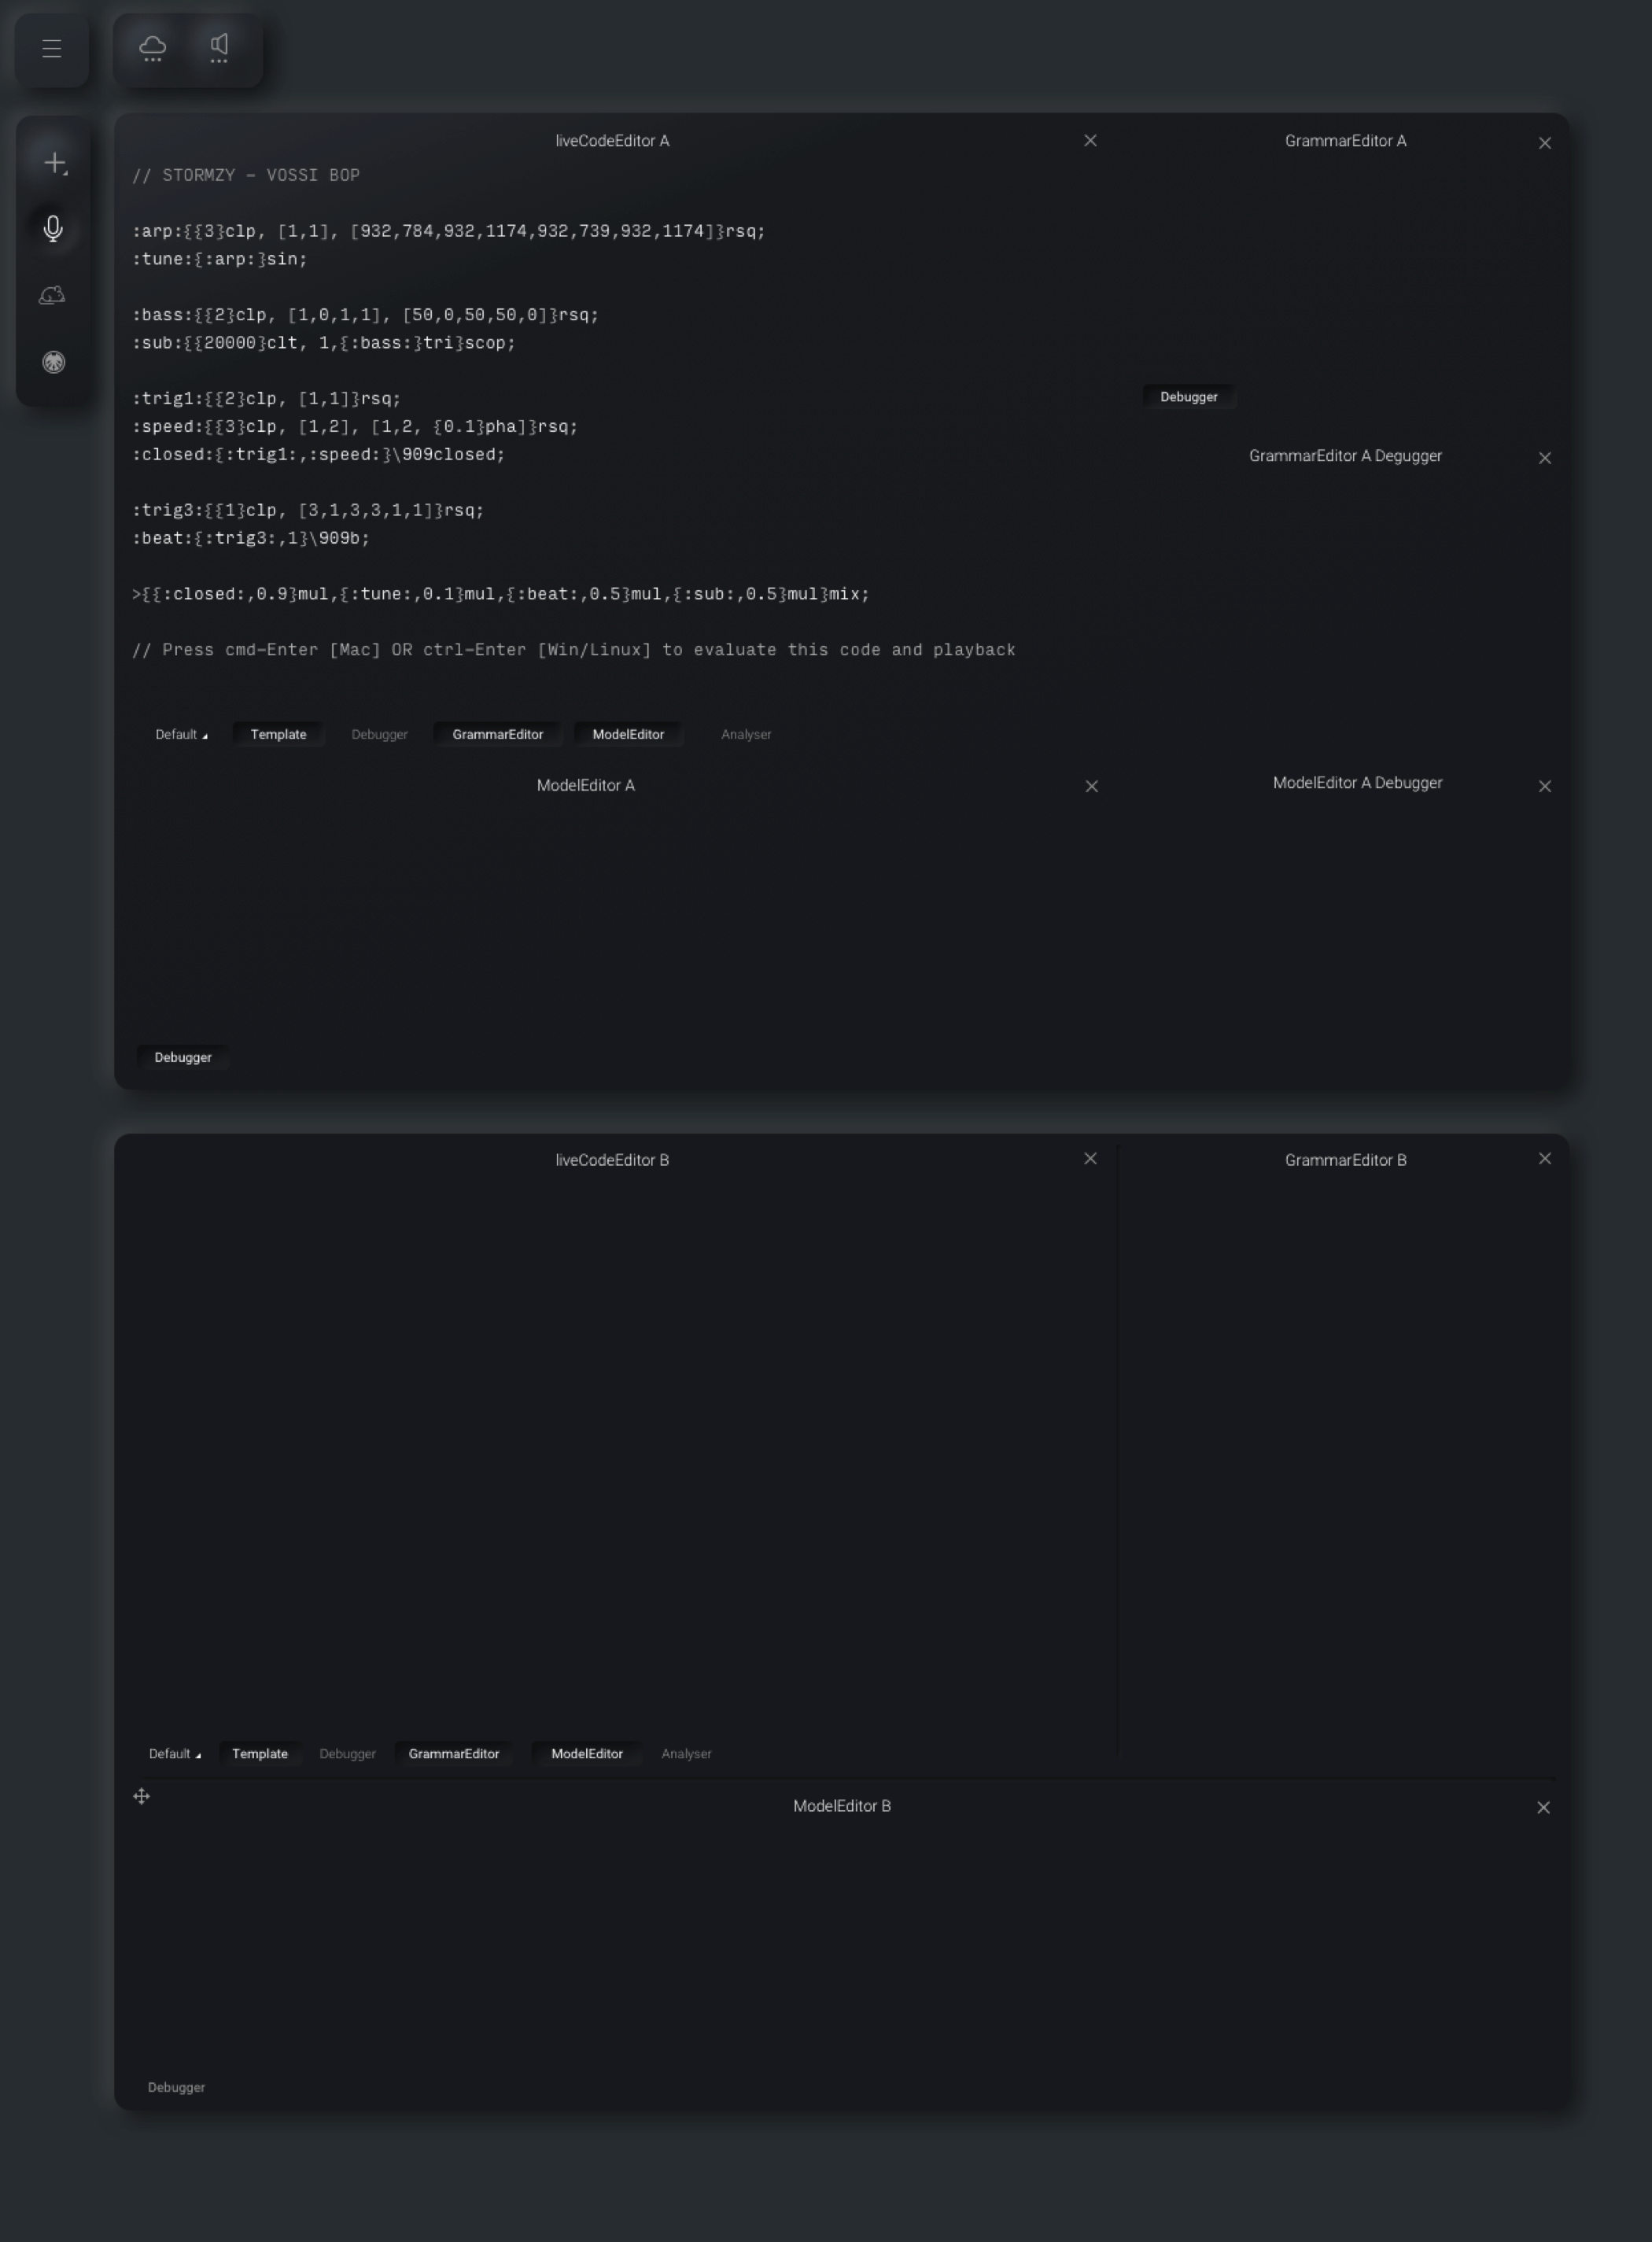 liveCodeEditor A
// STORMZY - VOSSI BOP
:arp:{{3}clp, [1,1], [932,784,932,1174,932,739,932,1174]}rsq;
:tune:{:arp:}sin;
:bass:{{2}clp, [1,0,1,1], [50,0,50,50,0]}rsq;
:sub:{{20000}clt, 1,{:bass:}tri}scop;
:trig1:{{2}clp, [1,1]}rsq;
:speed:{{3}clp, [1,2], [1,2, {0.1}pha]}rsq;
:closed:{:trig1:,:speed:}\909closed;
:trig3:{{1}clp, [3,1,3,3,1,1]}rsq;
:beat:{:trig3:,1}\909b;
>{{:closed:,0.9}mul,{:tune:,0.1}mul,{:beat:,0.5}mul,{:sub:,0.5}mul}mix;
// Press cmd-Enter [Mac] OR ctrl-Enter [Win/Linux] to evaluate this code and playback
Default Template Debugger GrammarEditor ModelEditor Analyser
GrammarEditor A
Debugger
GrammarEditor A Degugger
ModelEditor A
Debugger
ModelEditor A Debugger
liveCodeEditor B
GrammarEditor B
Default Template Debugger GrammarEditor ModelEditor Analyser
ModelEditor B
Debugger